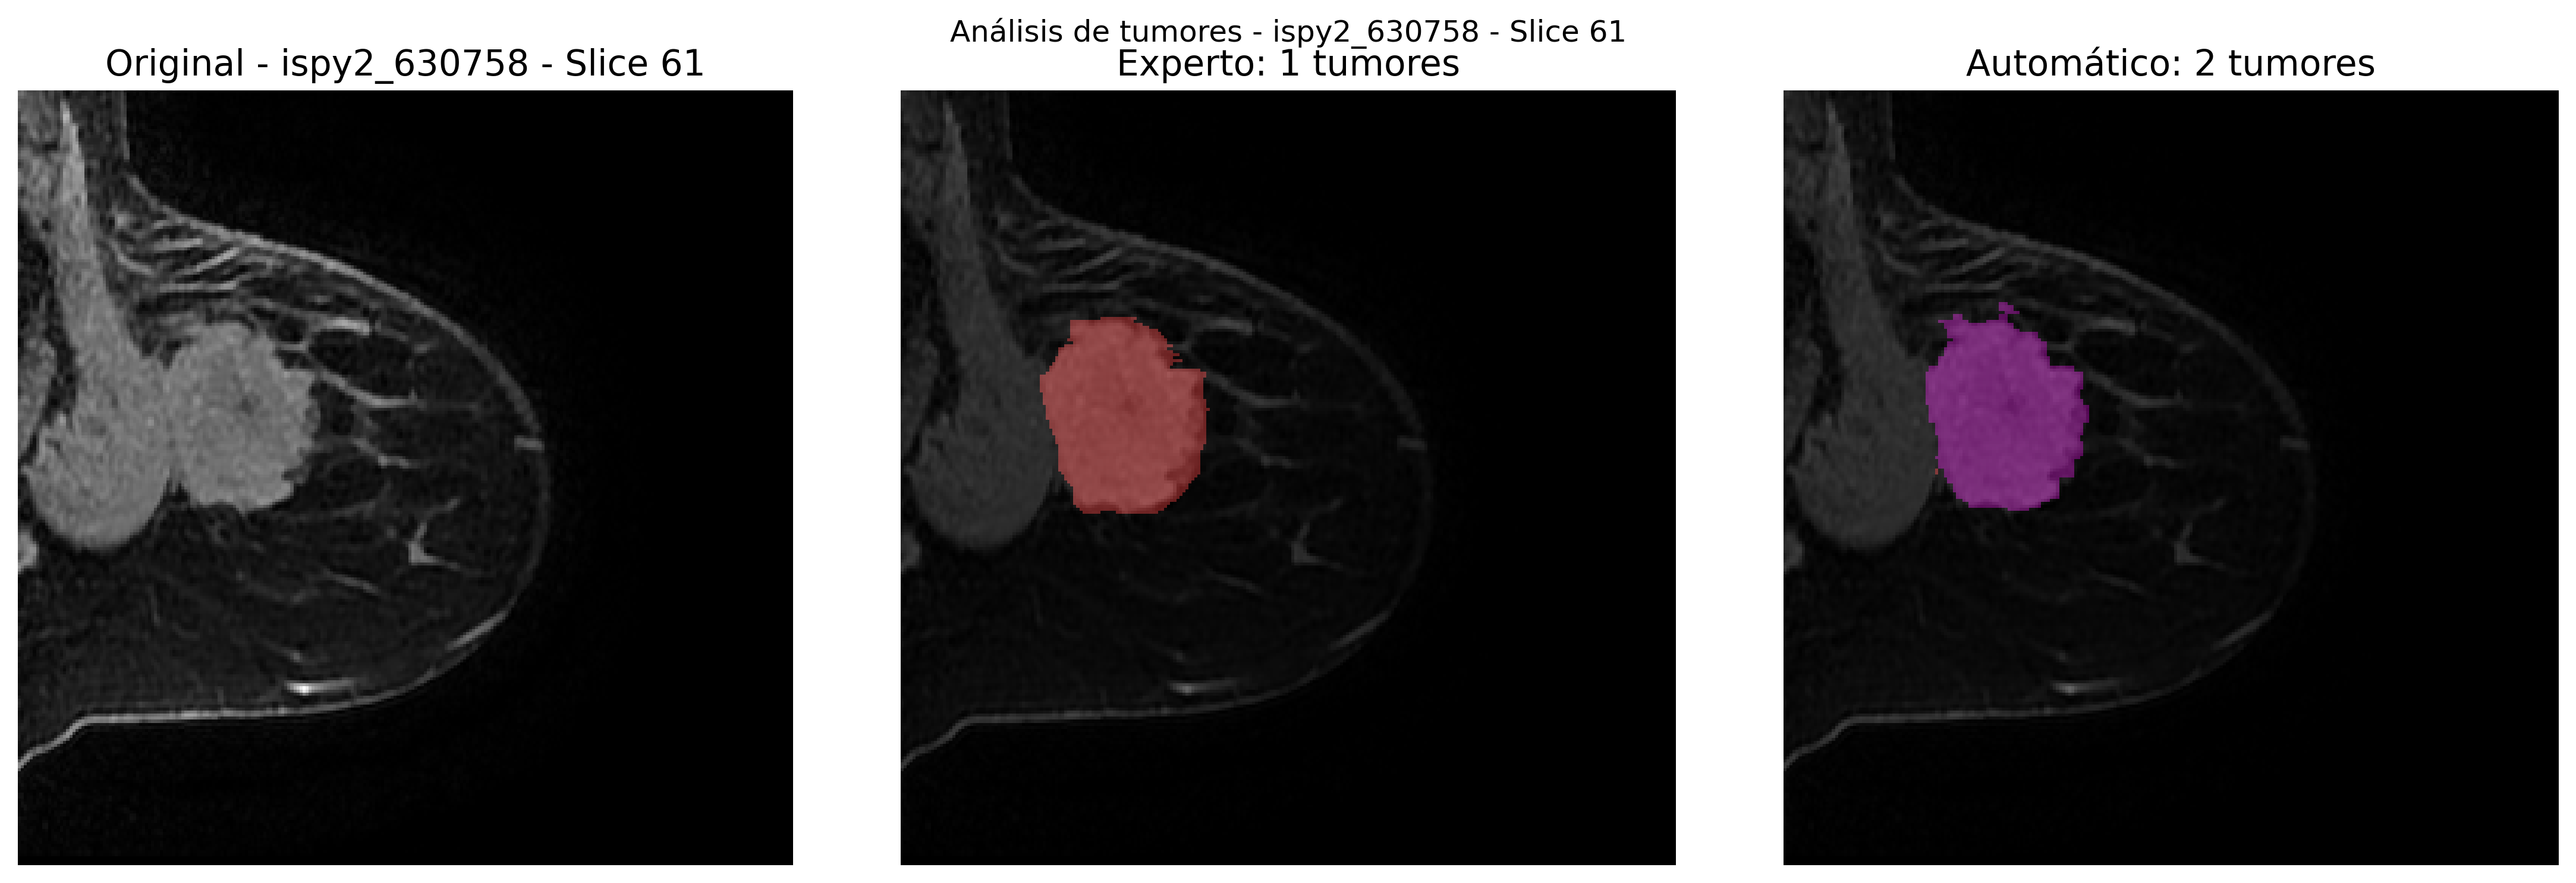 Análisis de tumores - ispy2_630758 - Slice 61
Original - ispy2_630758 - Slice 61
Experto: 1 tumores
Automático: 2 tumores